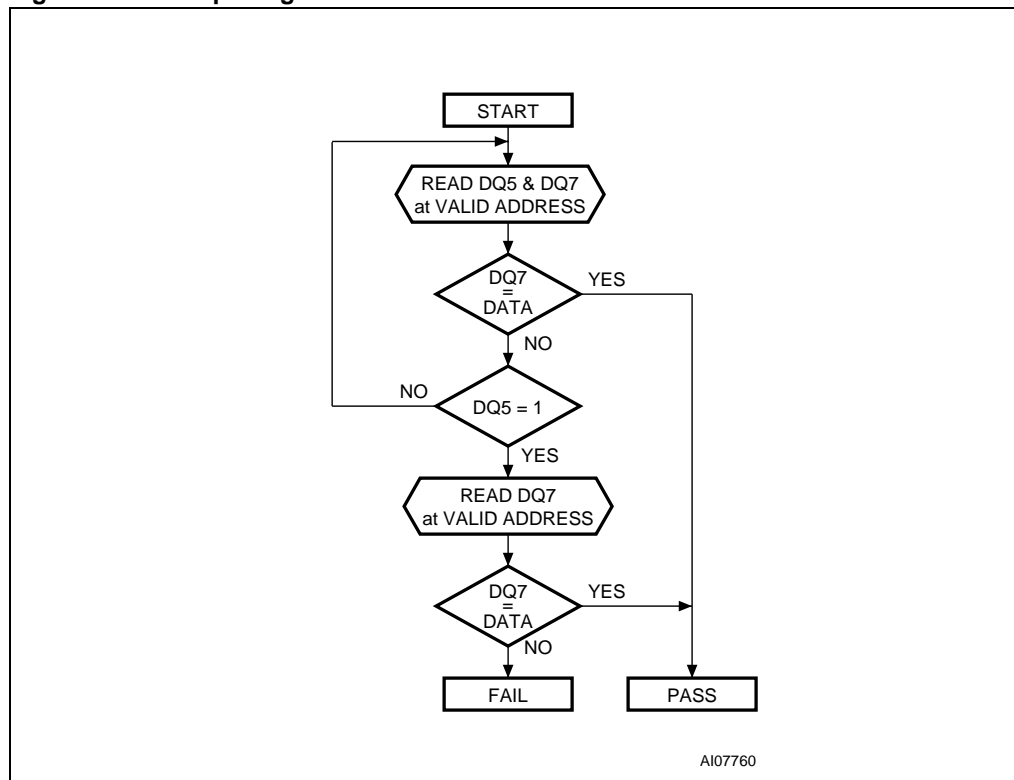 START
READ DQ5 & DQ7
at VALID ADDRESS
DQ7
=
DATA
YES
NO
NO
DQ5 = 1
YES
READ DQ7
at VALID ADDRESS
DQ7
=
DATA
YES
NO
FAIL
PASS
AI07760